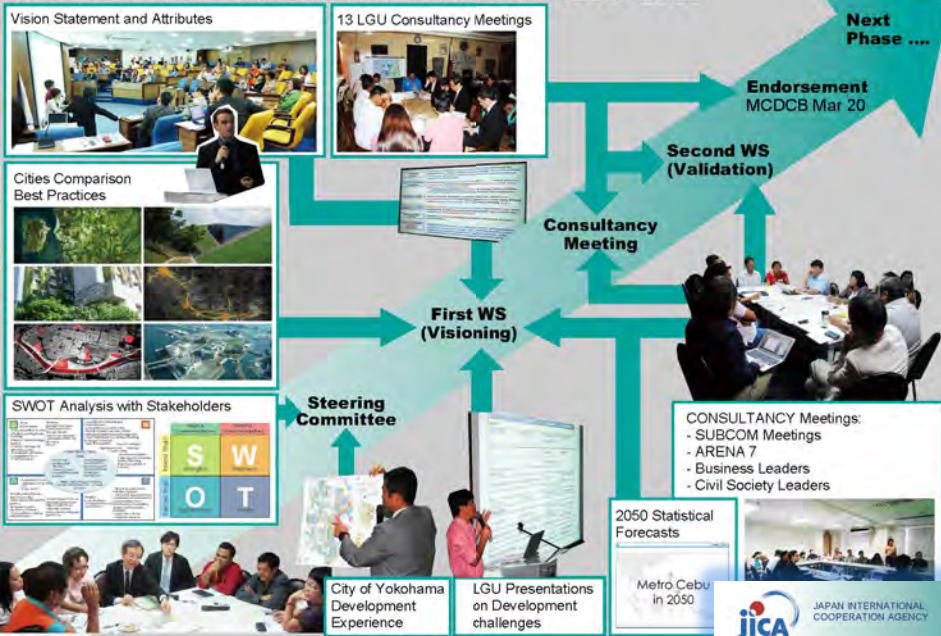 Vision Statement and Attributes
13 LGU Consultancy Meetings
Next
Phase ....
Endorsement
MCDCB Mar 20
Second WS
(Validation)
Cities Comparison
Best Practices
Consultancy
Meeting
First WS
(Visioning)
SWOT Analysis with Stakeholders
S
W
O
T
Steering
Committee
CONSULTANCY Meetings:
- SUBCOM Meetings
- ARENA 7
- Business Leaders
- Civil Society Leaders
2050 Statistical
Forecasts
Metro Cebu
in 2050
City of Yokohama
Development
Experience
LGU Presentations
on Development
challenges
JICA
JAPAN INTERNATIONAL
COOPERATION AGENCY